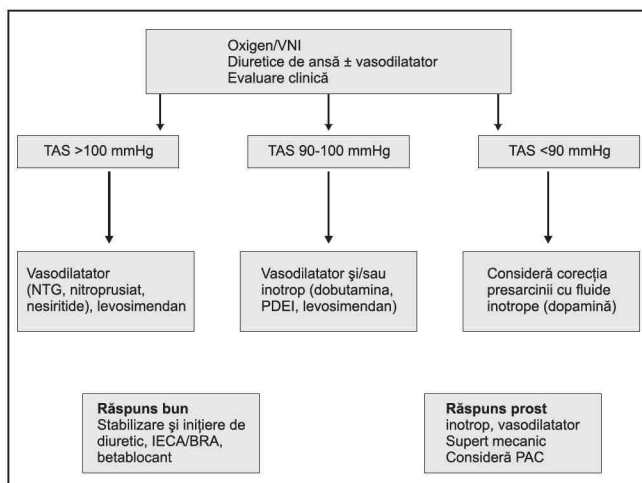 Oxigen/VNI
Diuretice de ansă ± vasodilatator
Evaluare clinică
TAS >100 mmHg
TAS 90-100 mmHg
TAS <90 mmHg
Vasodilatator
(NTG, nitroprusiat,
nesiritide), levosimendan
Vasodilatator şi/sau
inotrop (dobutamina,
PDEI, levosimendan)
Consideră corecția
presarcinii cu fluide
inotrope (dopamină)
Răspuns bun
Stabilizare şi inițiere de
diuretic, IECA/BRA,
betablocant
Răspuns prost
inotrop, vasodilatator
Supert mecanic
Consideră PAC